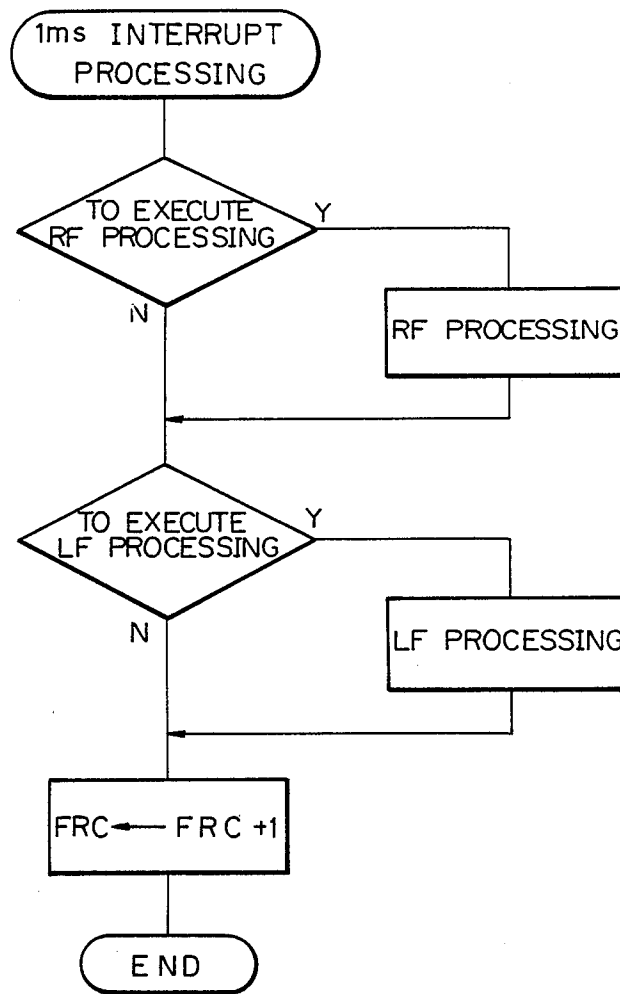 1ms INTERRUPT
PROCESSING
TO EXECUTE
RF PROCESSING
Y
N
RF PROCESSING
TO EXECUTE
LF PROCESSING
Y
N
LF PROCESSING
FRC ← FRC +1
END